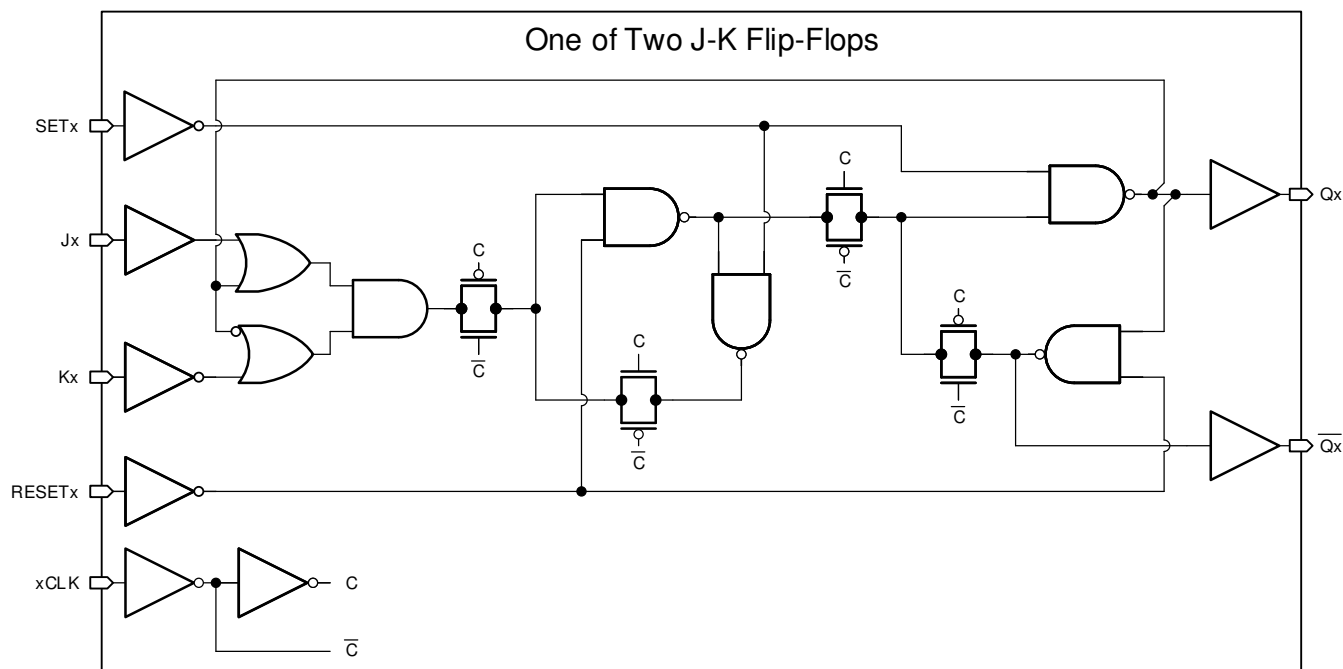 One of Two J-K Flip-Flops
SETx
C
Qx
Jx
C
C̅
C
Kx
C̅
C
C̅
C̅
Q̅x̅
RESETx
xCLK
C
C̅